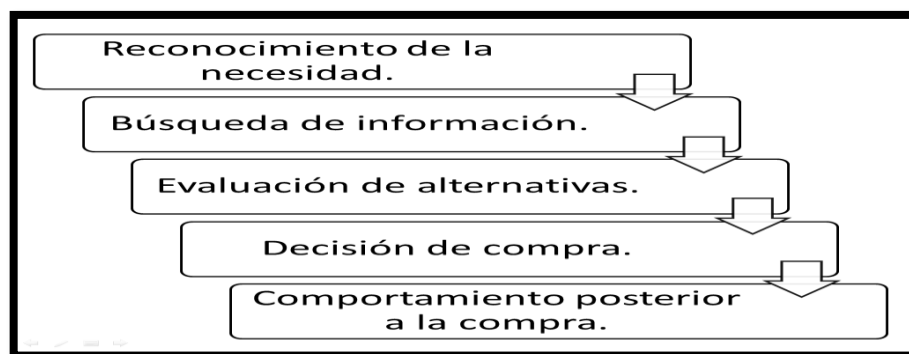 Reconocimiento de la
necesidad.
Búsqueda de información.
Evaluación de alternativas.
Decisión de compra.
Comportamiento posterior
a la compra.